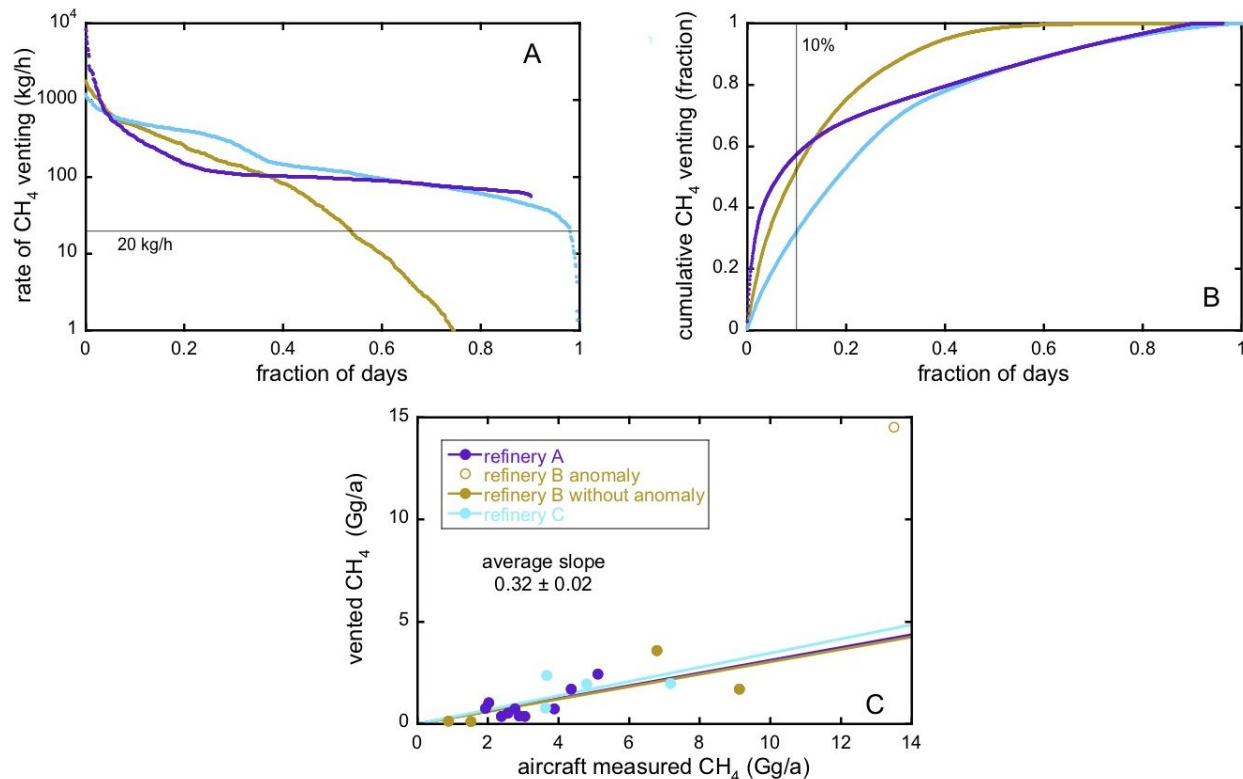 A
10⁴
1000
100
10
1
rate of CH₄ venting (kg/h)
20 kg/h
0 0.2 0.4 0.6 0.8 1
fraction of days
B
1
0.8
0.6
0.4
0.2
0
cumulative CH₄ venting (fraction)
10%
0 0.2 0.4 0.6 0.8 1
fraction of days
C
15
10
5
0
vented CH₄ (Gg/a)
refinery A
refinery B anomaly
refinery B without anomaly
refinery C
average slope
0.32 ± 0.02
0 2 4 6 8 10 12 14
aircraft measured CH₄ (Gg/a)